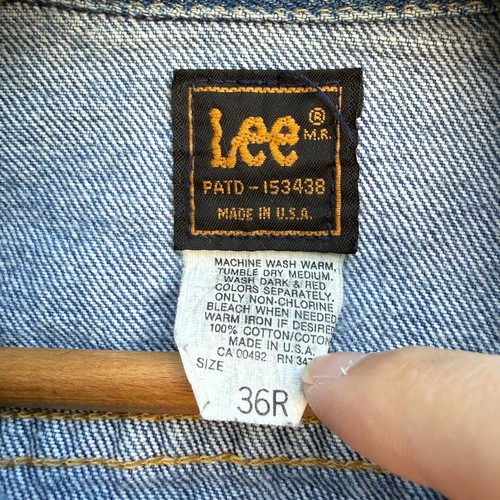 Lee ®
M.R.
PATD-153438
MADE IN U.S.A.
MACHINE WASH WARM,
TUMBLE DRY MEDIUM.
WASH DARK & RED
COLORS SEPARATELY,
ONLY NON-CHLORINE
BLEACH WHEN NEEDED
WARM IRON IF DESIRED
100% COTTON/COTON
MADE IN U.S.A.
CA 00492 RN
SIZE
36R